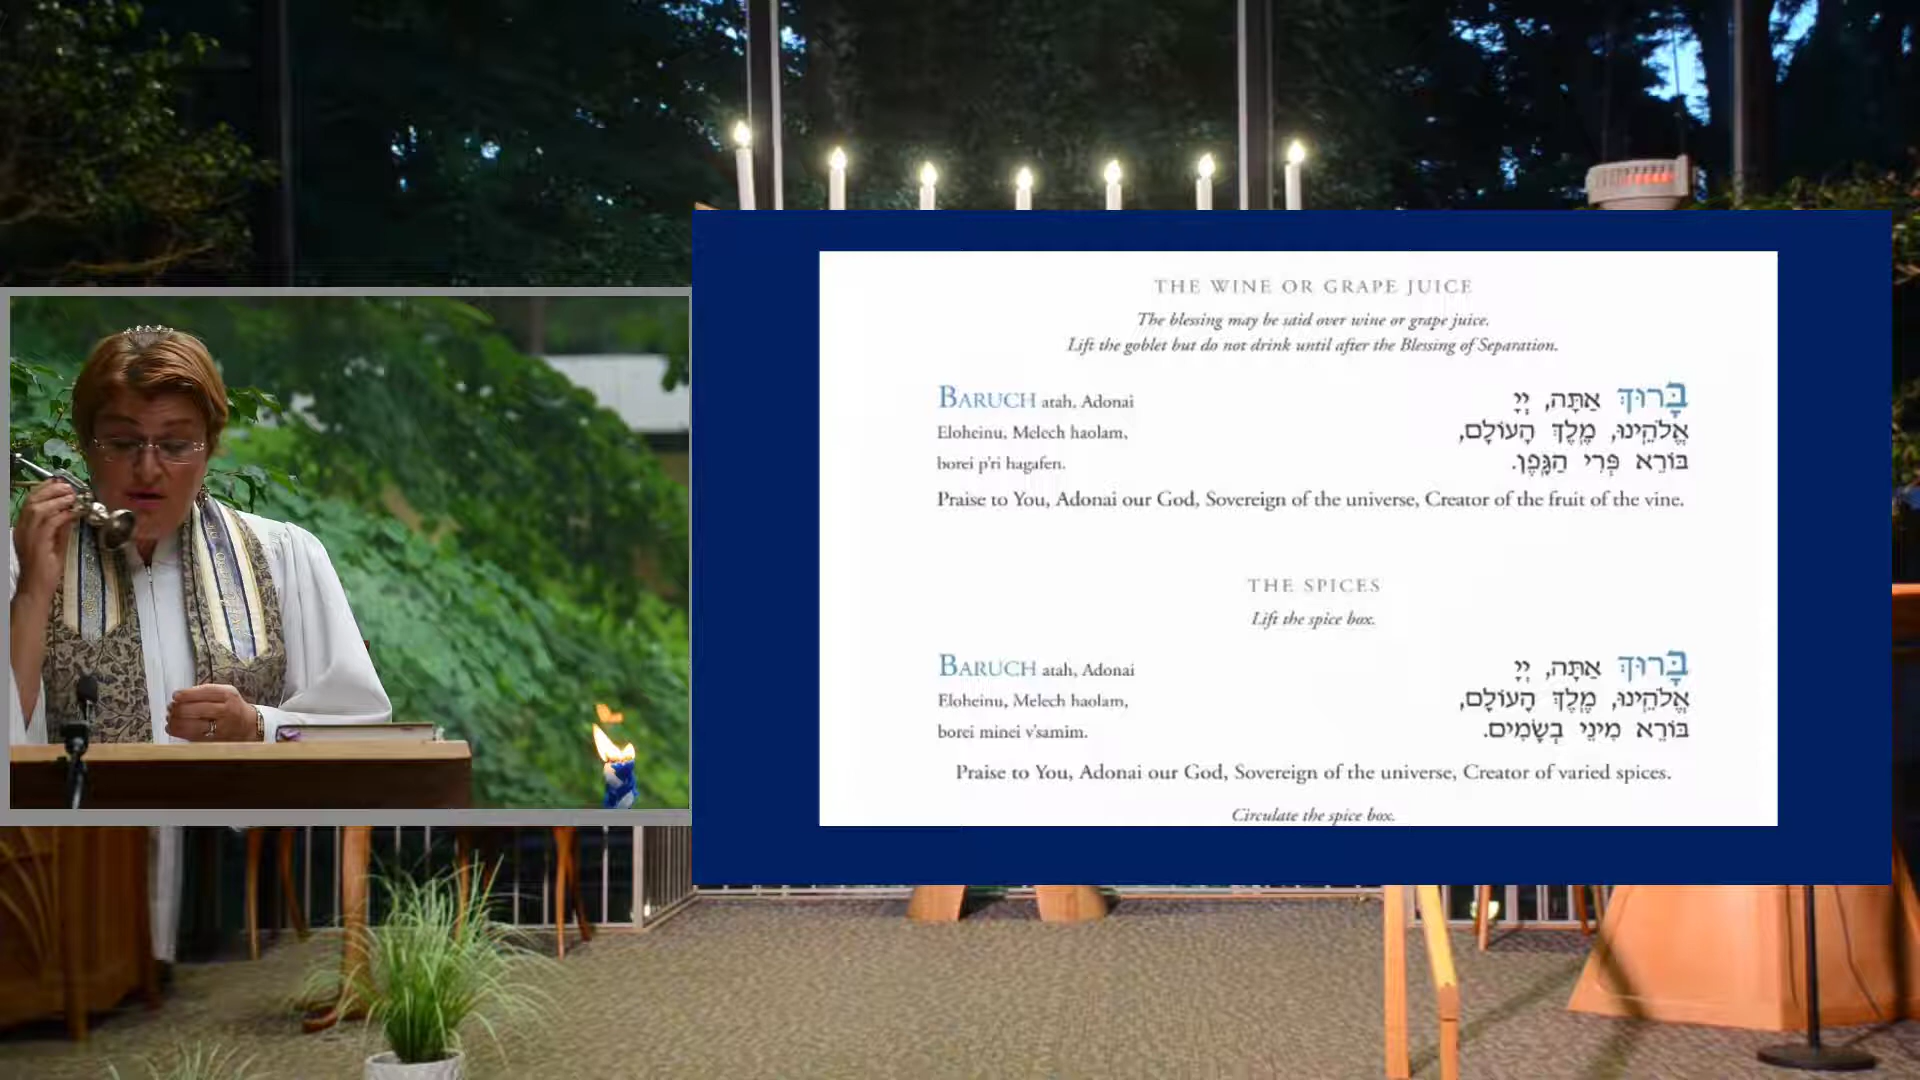 THE WINE OR GRAPE JUICE
The blessing may be said over wine or grape juice.
Lift the goblet but do not drink until after the Blessing of Separation.
BARUCH atah, Adonai
Eloheinu, Melech haolam,
borei p'ri hagafen.
בָּרוּךְ אַתָּה, יְיָ
אֱלֹהֵֽינוּ, מֶֽלֶךְ הָעוֹלָם,
בּוֹרֵא פְּרִי הַגָּֽפֶן.
Praise to You, Adonai our God, Sovereign of the universe, Creator of the fruit of the vine.
THE SPICES
Lift the spice box.
BARUCH atah, Adonai
Eloheinu, Melech haolam,
borei minei v'samim.
בָּרוּךְ אַתָּה, יְיָ
אֱלֹהֵֽינוּ, מֶֽלֶךְ הָעוֹלָם,
בּוֹרֵא מִינֵי בְשָׂמִים.
Praise to You, Adonai our God, Sovereign of the universe, Creator of varied spices.
Circulate the spice box.